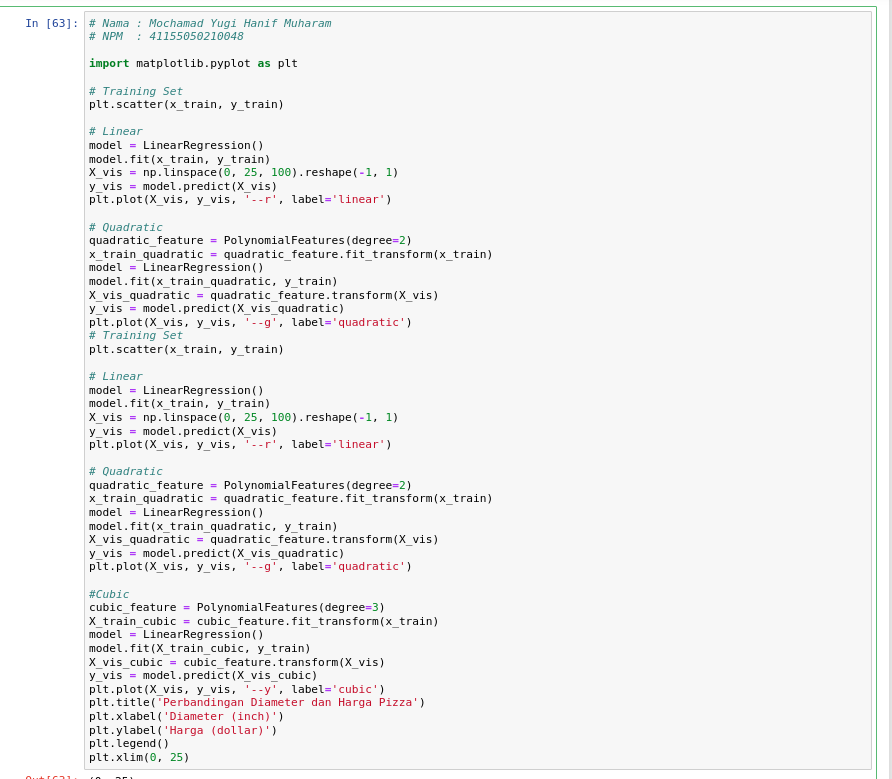 In [63]:
# Nama : Mochamad Yugi Hanif Muharam
# NPM  : 41155050210048

import matplotlib.pyplot as plt

# Training Set
plt.scatter(x_train, y_train)

# Linear
model = LinearRegression()
model.fit(x_train, y_train)
X_vis = np.linspace(0, 25, 100).reshape(-1, 1)
y_vis = model.predict(X_vis)
plt.plot(X_vis, y_vis, '--r', label='linear')

# Quadratic
quadratic_feature = PolynomialFeatures(degree=2)
x_train_quadratic = quadratic_feature.fit_transform(x_train)
model = LinearRegression()
model.fit(x_train_quadratic, y_train)
X_vis_quadratic = quadratic_feature.transform(X_vis)
y_vis = model.predict(X_vis_quadratic)
plt.plot(X_vis, y_vis, '--g', label='quadratic')
# Training Set
plt.scatter(x_train, y_train)

# Linear
model = LinearRegression()
model.fit(x_train, y_train)
X_vis = np.linspace(0, 25, 100).reshape(-1, 1)
y_vis = model.predict(X_vis)
plt.plot(X_vis, y_vis, '--r', label='linear')

# Quadratic
quadratic_feature = PolynomialFeatures(degree=2)
x_train_quadratic = quadratic_feature.fit_transform(x_train)
model = LinearRegression()
model.fit(x_train_quadratic, y_train)
X_vis_quadratic = quadratic_feature.transform(X_vis)
y_vis = model.predict(X_vis_quadratic)
plt.plot(X_vis, y_vis, '--g', label='quadratic')

#Cubic
cubic_feature = PolynomialFeatures(degree=3)
X_train_cubic = cubic_feature.fit_transform(x_train)
model = LinearRegression()
model.fit(X_train_cubic, y_train)
X_vis_cubic = cubic_feature.transform(X_vis)
y_vis = model.predict(X_vis_cubic)
plt.plot(X_vis, y_vis, '--y', label='cubic')
plt.title('Perbandingan Diameter dan Harga Pizza')
plt.xlabel('Diameter (inch)')
plt.ylabel('Harga (dollar)')
plt.legend()
plt.xlim(0, 25)
Out[63]: (0, 25)